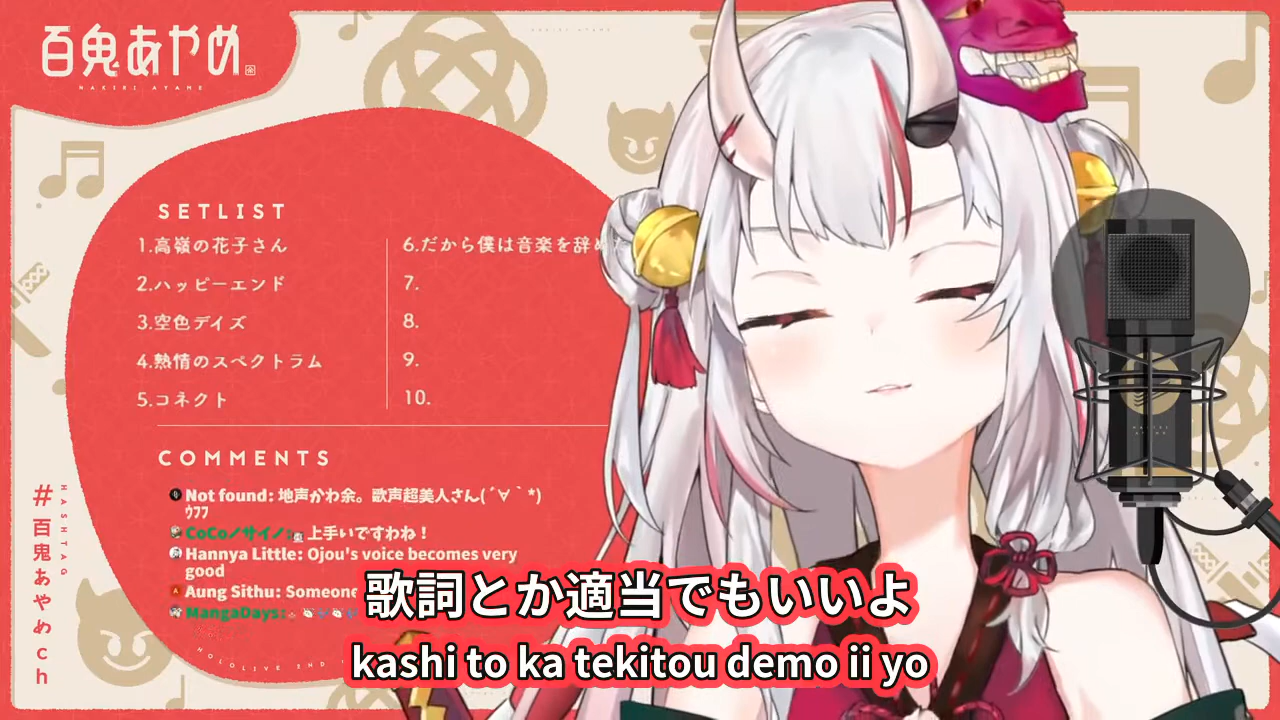 百鬼あやめ
NAKIRI AYAME
SETLIST
1.高嶺の花子さん
2.ハッピーエンド
3.空色デイズ
4.熱情のスペクトラム
5.コネクト
6.だから僕は音楽を辞め
7.
8.
9.
10.
COMMENTS
Not found: 地声かわ余。歌声超美人さん(´∀｀*)
ｳﾌﾌ
CoCoノサイノ: 上手いですわね！
Hannya Little: Ojou's voice becomes very
good
Aung Sithu: Someone
MangaDays:
HASHTAG
#百鬼あやめch
HOLOLIVE 2ND
歌詞とか適当でもいいよ
kashi to ka tekitou demo ii yo